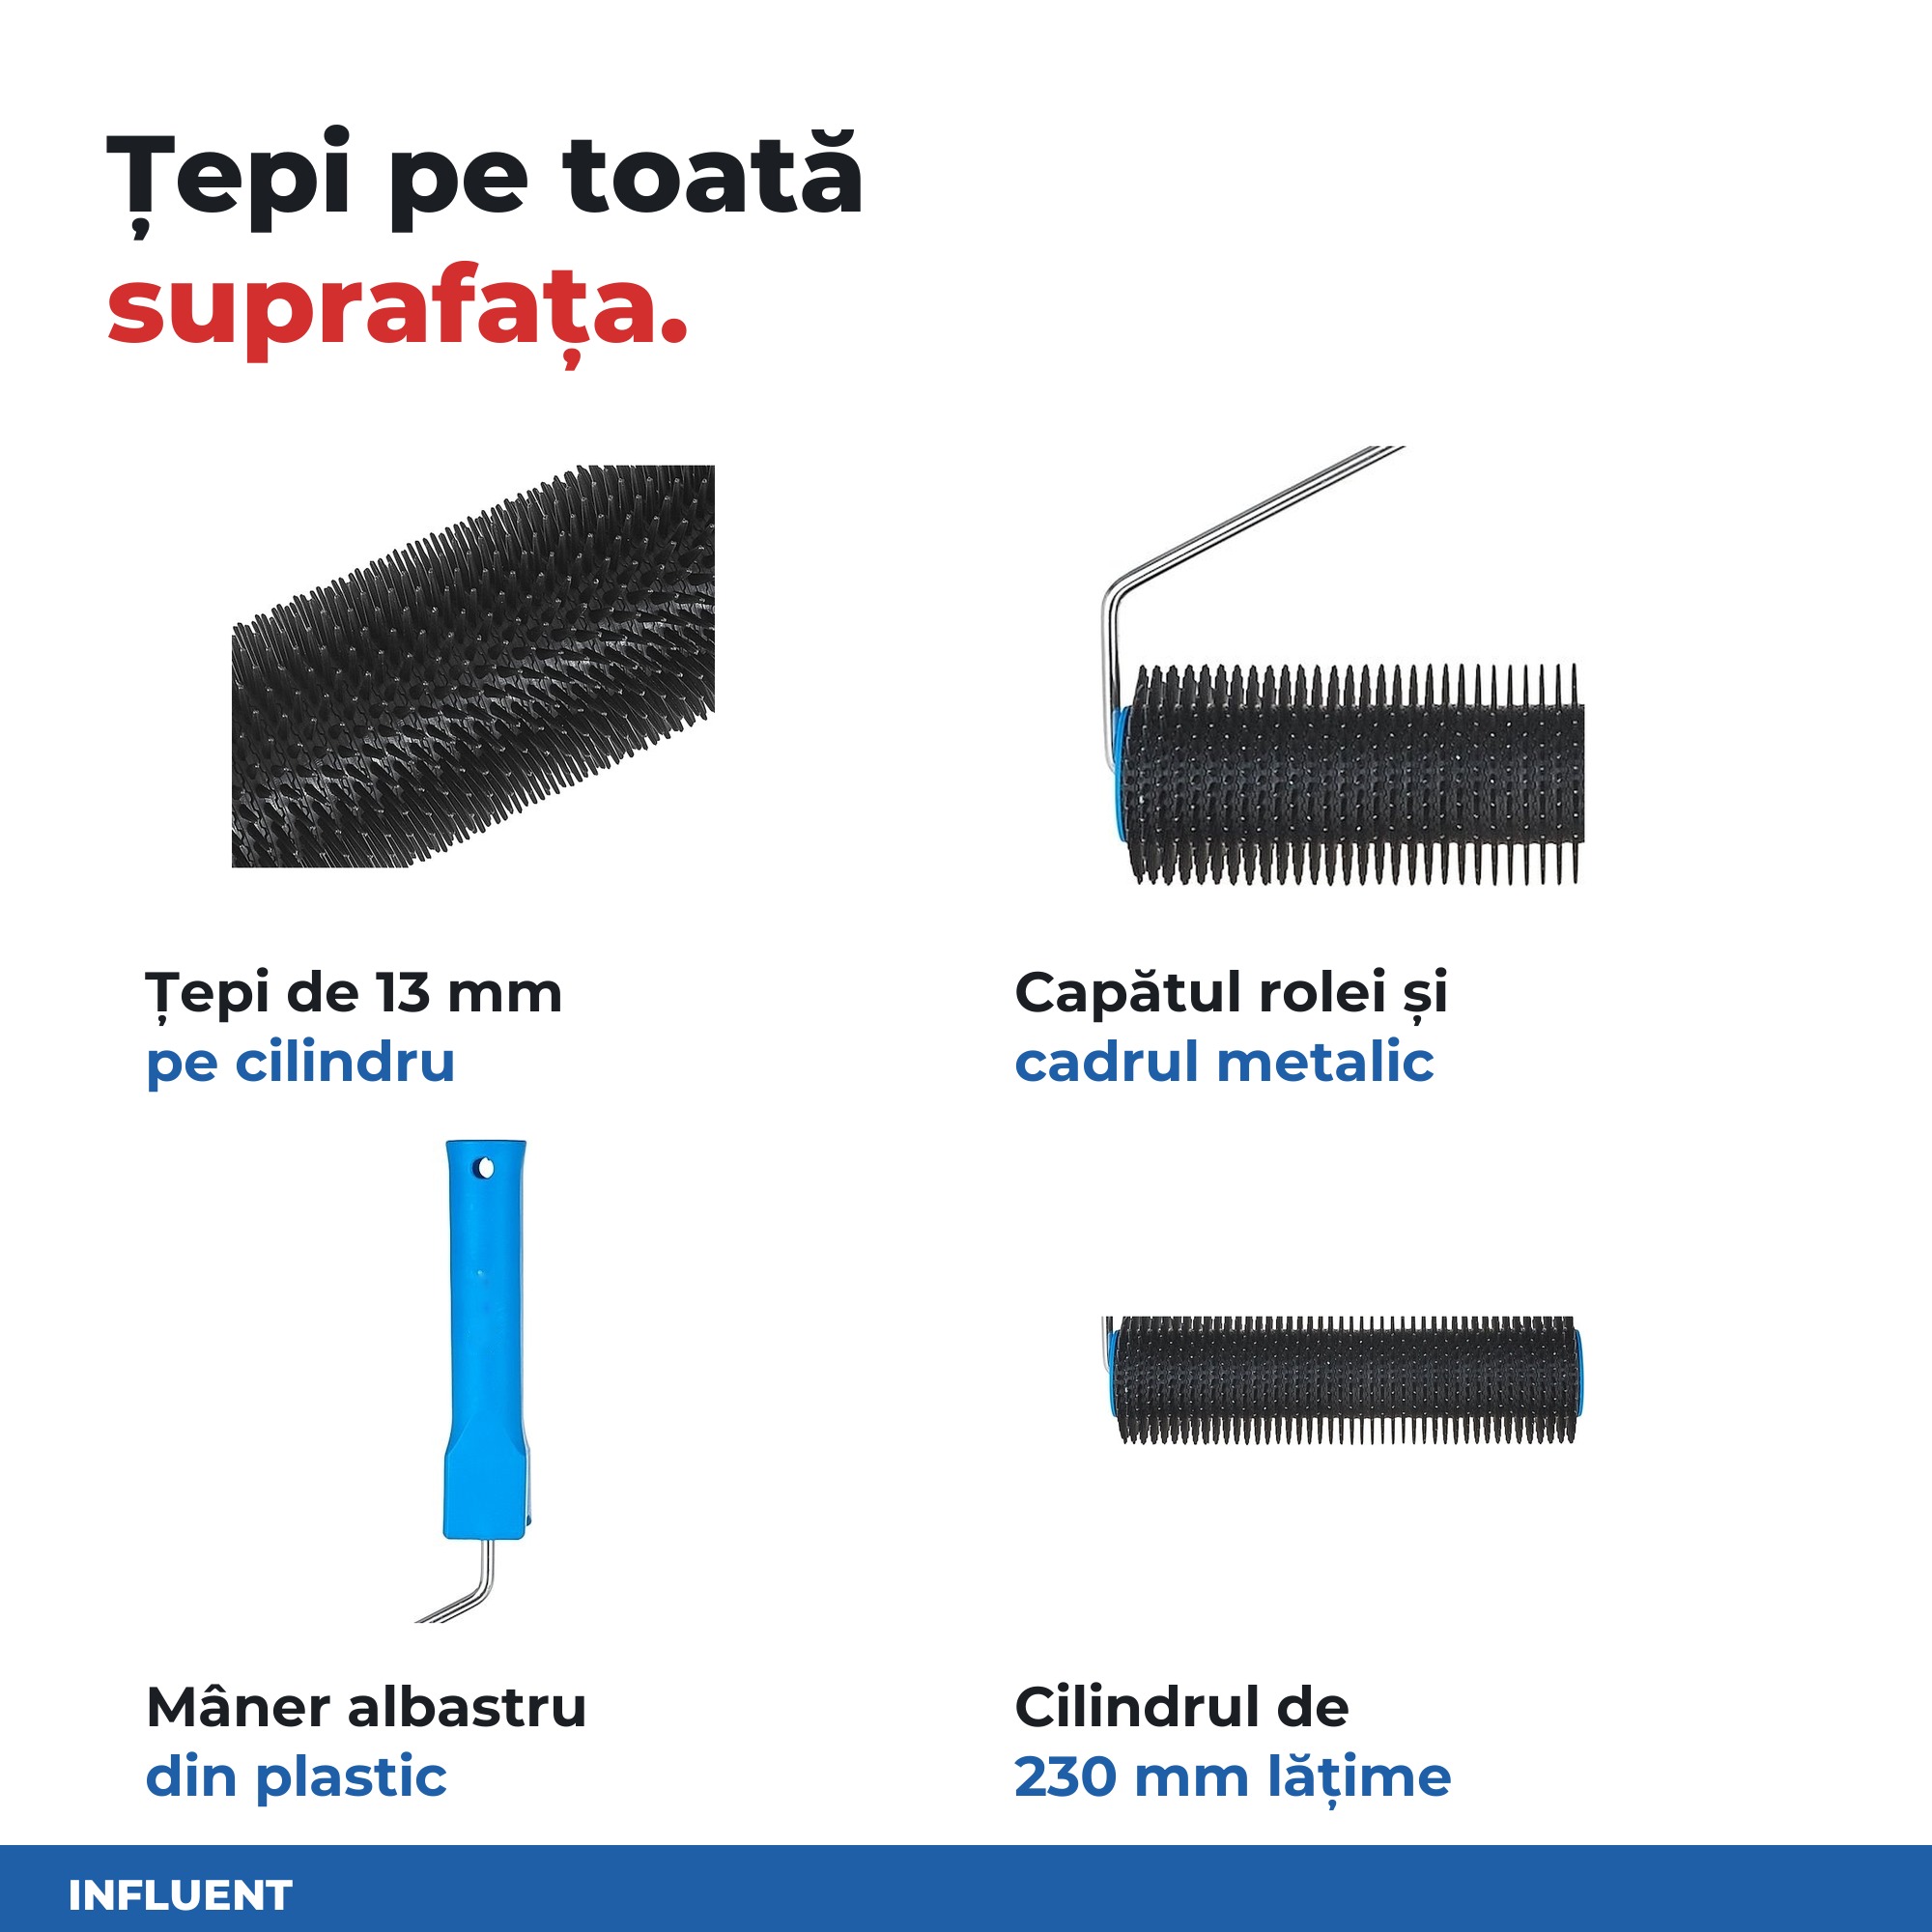 Țepi pe toată
suprafața.
Țepi de 13 mm
pe cilindru
Capătul rolei și
cadrul metalic
Mâner albastru
din plastic
Cilindrul de
230 mm lățime
INFLUENT